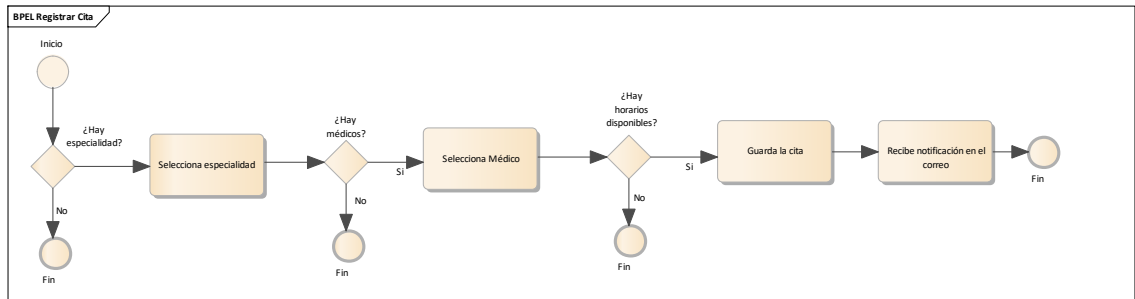 BPEL Registrar Cita
Inicio
¿Hay
especialidad?
No
Fin
Selecciona especialidad
¿Hay
médicos?
Si
No
Fin
Selecciona Médico
¿Hay
horarios
disponibles?
Si
No
Fin
Guarda la cita
Recibe notificación en el
correo
Fin